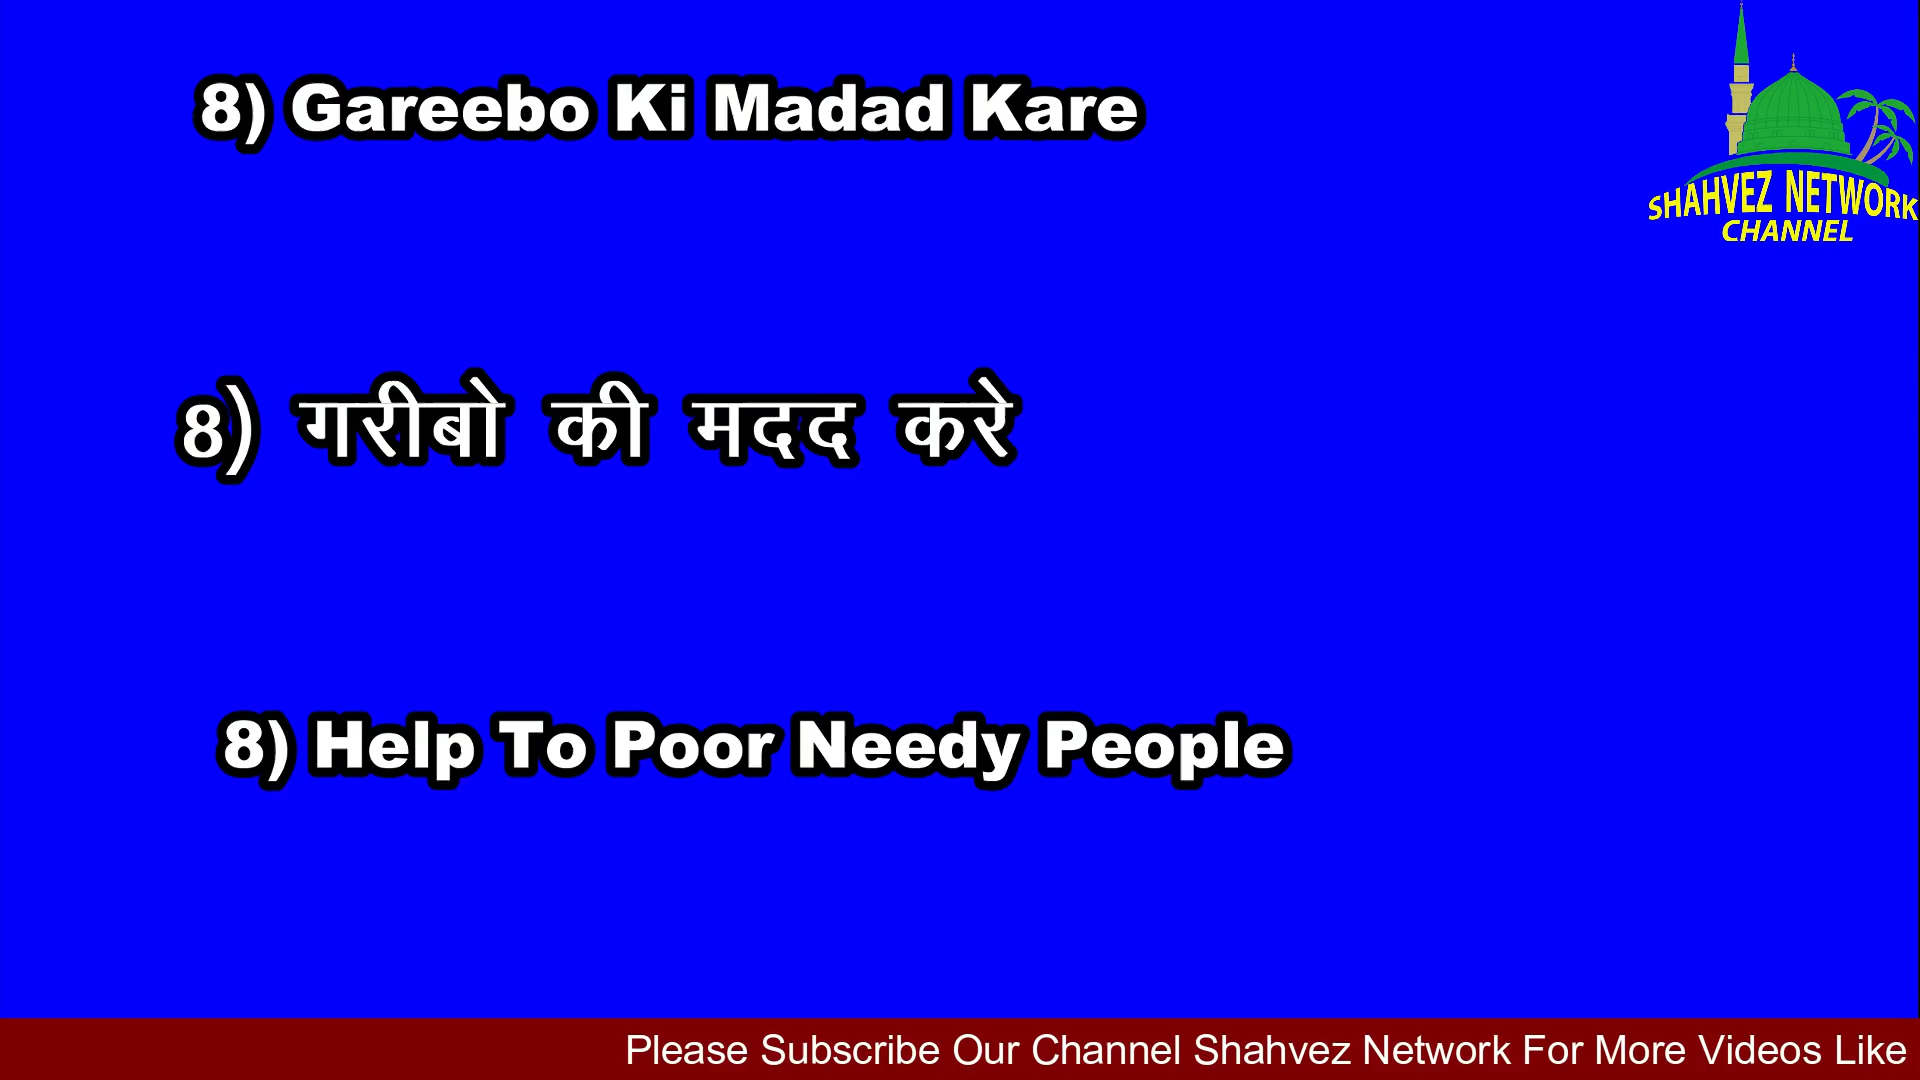 8) Gareebo Ki Madad Kare
SHAHVEZ NETWORK
CHANNEL
8) गरीबो की मदद करे
8) Help To Poor Needy People
Please Subscribe Our Channel Shahvez Network For More Videos Like